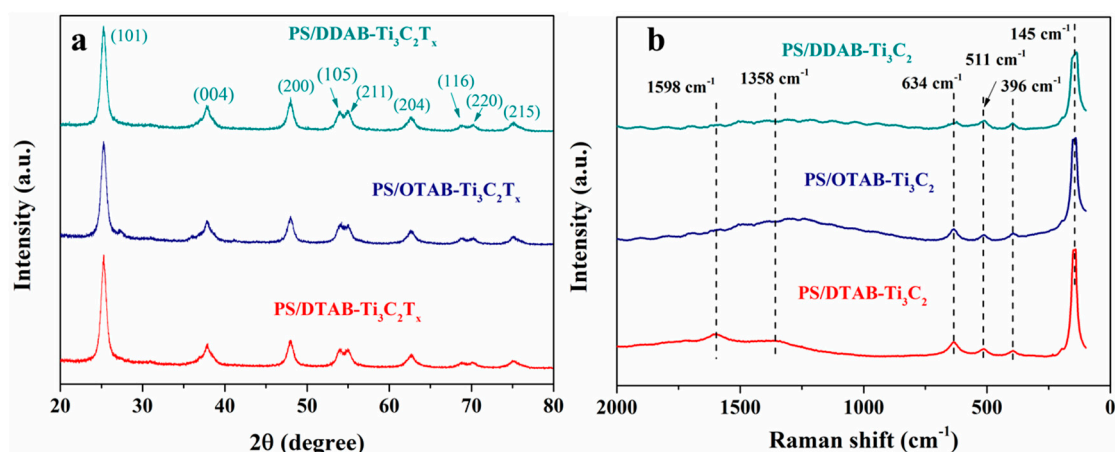 a
PS/DDAB-Ti₃C₂Tₓ
(101)
(004)
(200)
(105)
(211)
(204)
(116)
(220)
(215)
PS/OTAB-Ti₃C₂Tₓ
PS/DTAB-Ti₃C₂Tₓ
Intensity (a.u.)
20 30 40 50 60 70 80
2θ (degree)
b
PS/DDAB-Ti₃C₂
145 cm⁻¹
1598 cm⁻¹
1358 cm⁻¹
634 cm⁻¹
511 cm⁻¹
396 cm⁻¹
PS/OTAB-Ti₃C₂
PS/DTAB-Ti₃C₂
Intensity (a.u.)
2000 1500 1000 500 0
Raman shift (cm⁻¹)